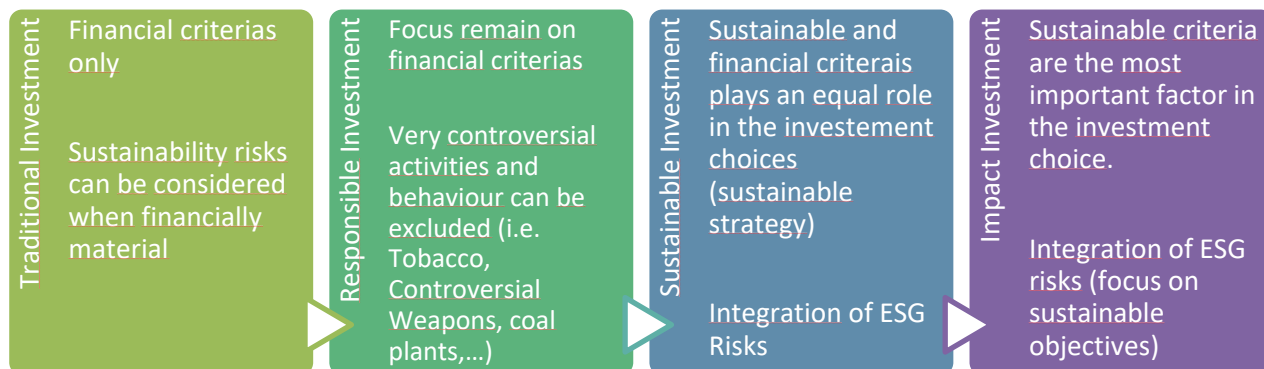 Traditional Investment
Financial criterias
only
Sustainability risks
can be considered
when financially
material
Responsible Investment
Focus remain on
financial criterias
Very controversial
activities and
behaviour can be
excluded (i.e.
Tobacco,
Controversial
Weapons, coal
plants,...)
Sustainable Investment
Sustainable and
financial criterais
plays an equal role
in the investement
choices
(sustainable
strategy)
Integration of ESG
Risks
Impact Investment
Sustainable criteria
are the most
important factor in
the investment
choice.
Integration of ESG
risks (focus on
sustainable
objectives)